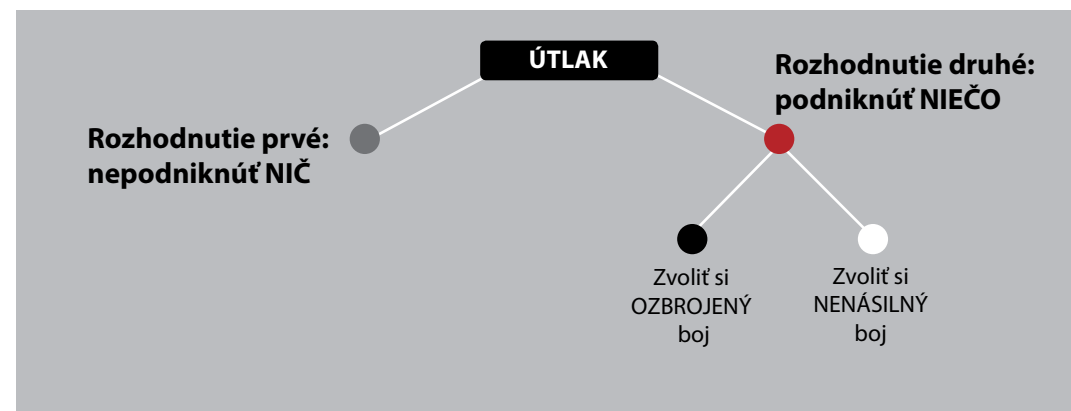 ÚTLAK
Rozhodnutie prvé:
nepodniknúť NIČ
Rozhodnutie druhé:
podniknúť NIEČO
Zvoliť si
OZBROJENÝ
boj
Zvoliť si
NENÁSILNÝ
boj